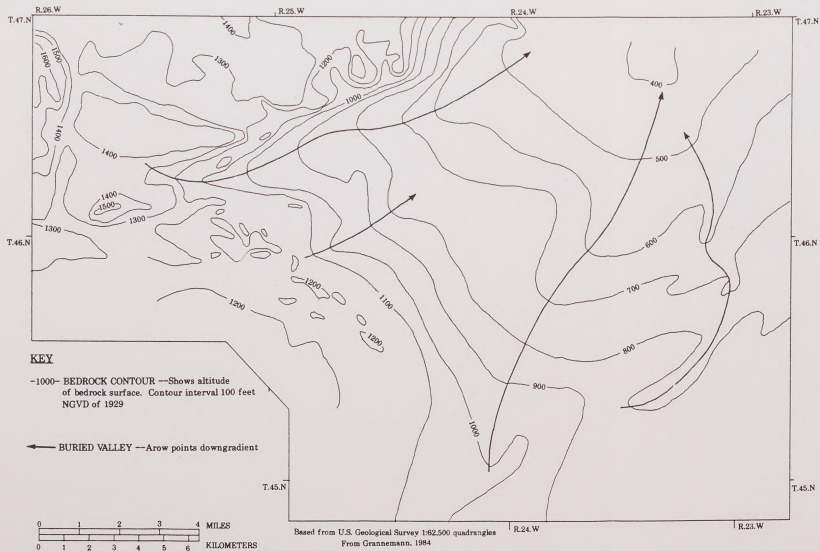 R.26.W R.25.W R.24.W R.23.W
T.47.N T.47.N
1400
1500
1600
1300
1200
1000
400
1400
1400
500
1400
1500
1300
1300
T.46.N T.46.N
600
1200
1200
1100
700
1200
800
KEY
-1000- BEDROCK CONTOUR --Shows altitude
of bedrock surface. Contour interval 100 feet
NGVD of 1929
900
1000
BURIED VALLEY --Arow points downgradient
T.45.N T.45.N
0 1 2 3 4 MILES
0 1 2 3 4 5 6 KILOMETERS
Based from U.S. Geological Survey 1:62,500 quadrangles
From Grannemann, 1984
R.24.W R.23.W